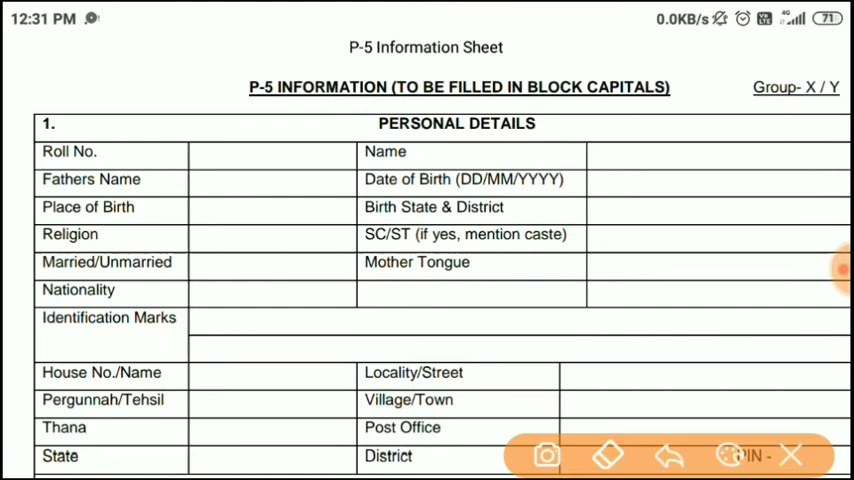 12:31 PM 0.0KB/s 4G 71
P-5 Information Sheet
P-5 INFORMATION (TO BE FILLED IN BLOCK CAPITALS) Group- X / Y
1. PERSONAL DETAILS
Roll No. Name
Fathers Name Date of Birth (DD/MM/YYYY)
Place of Birth Birth State & District
Religion SC/ST (if yes, mention caste)
Married/Unmarried Mother Tongue
Nationality
Identification Marks
House No./Name Locality/Street
Pergunnah/Tehsil Village/Town
Thana Post Office
State District PIN -